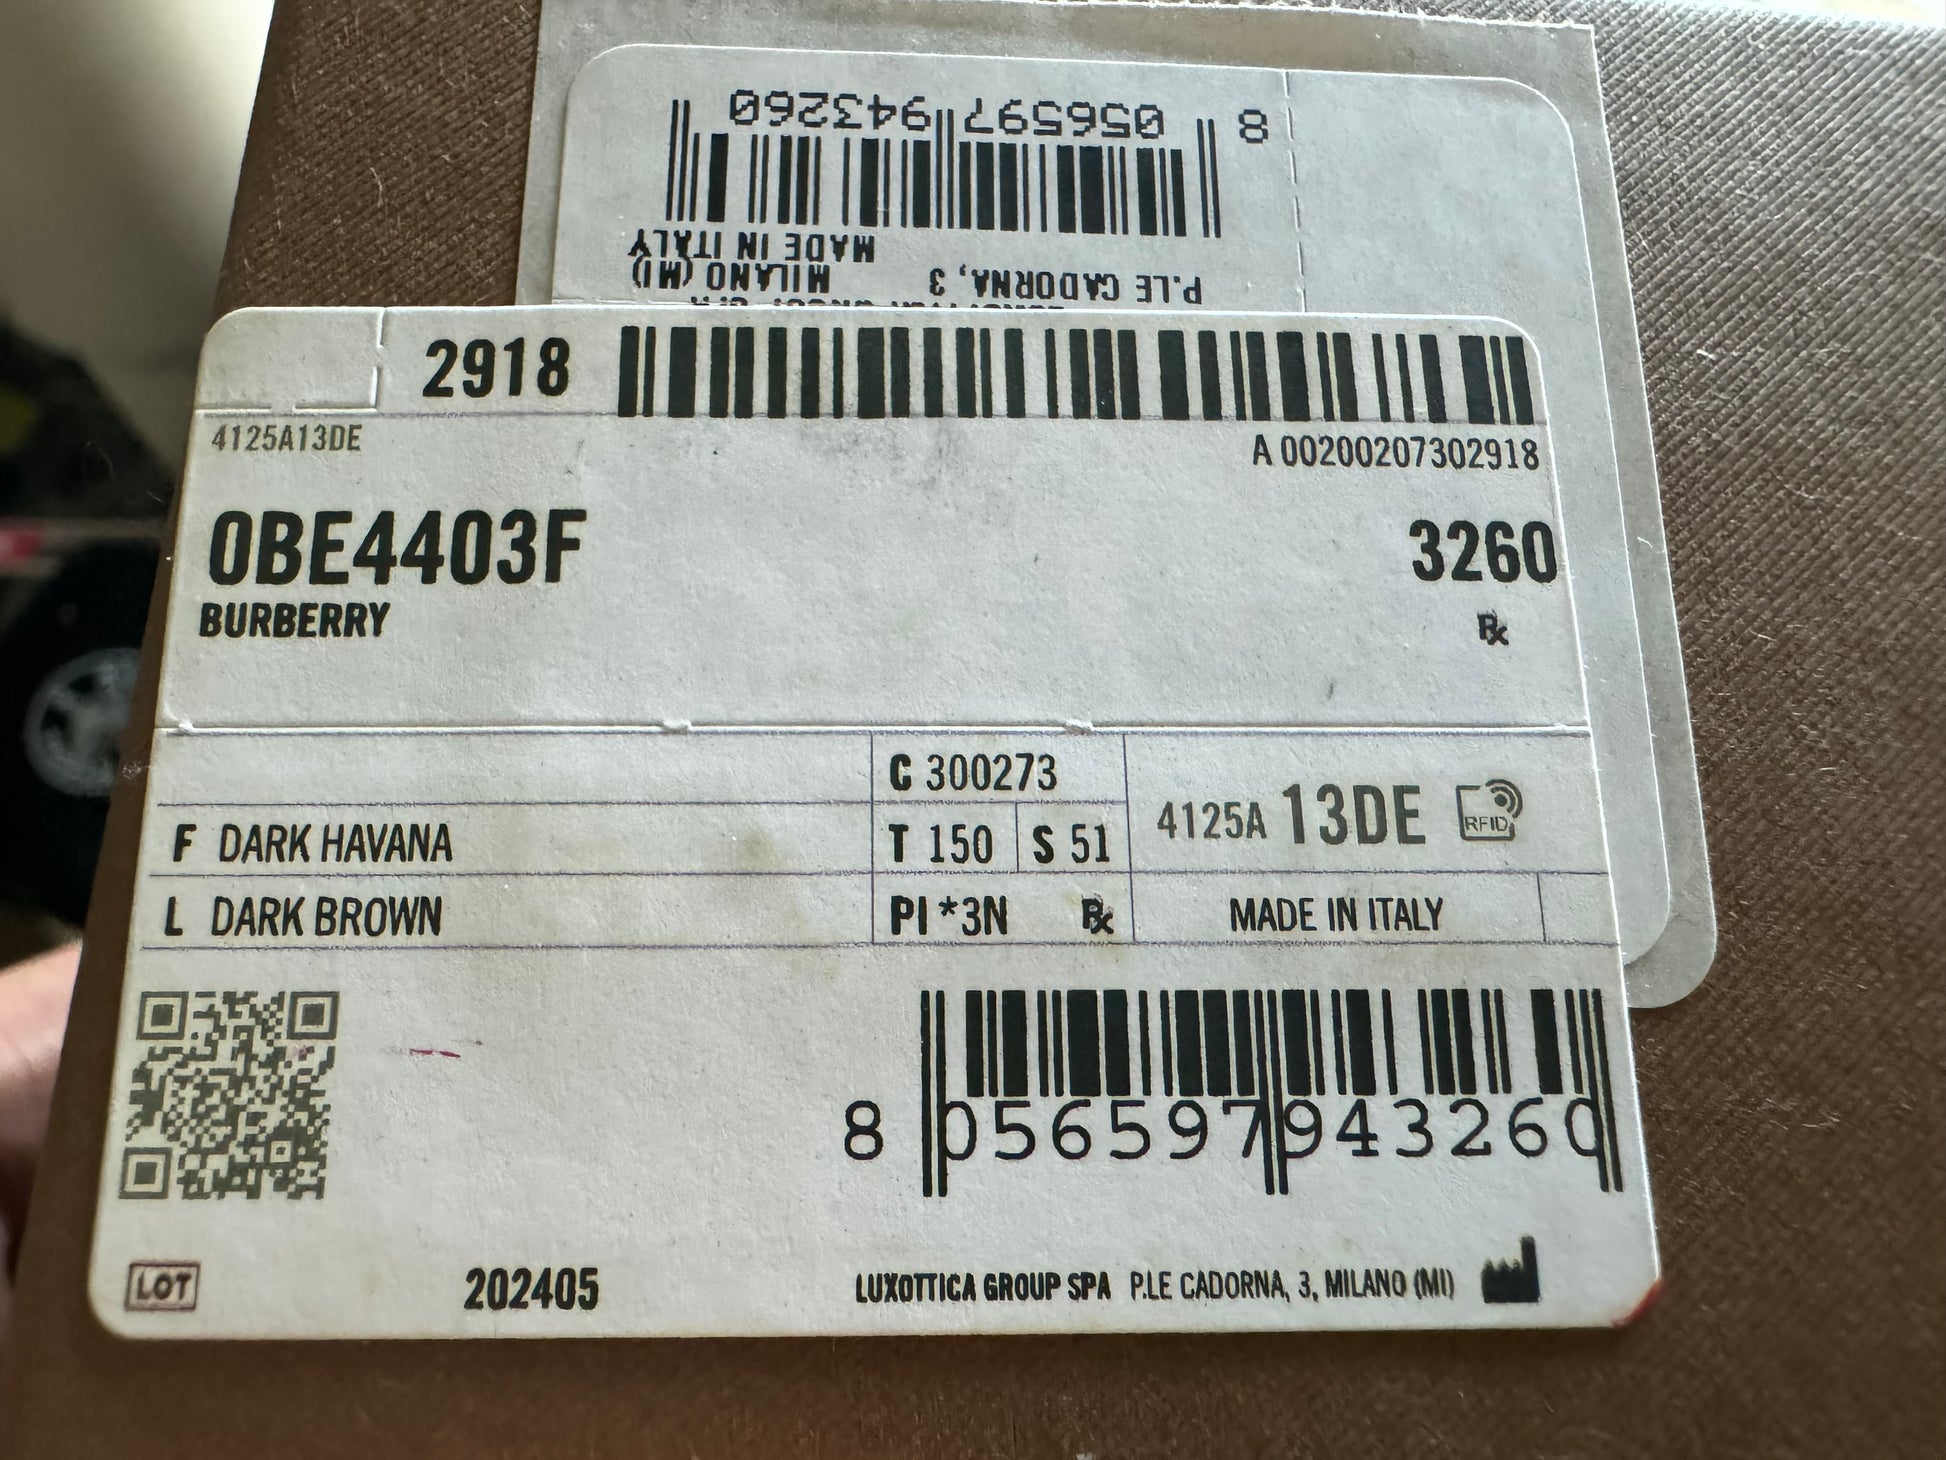 8 056597 943260
MADE IN ITALY
P.LE CADORNA, 3 MILANO (MI)
2918
4125A13DE
A 00200207302918
0BE4403F 3260
BURBERRY Rx
C 300273
F DARK HAVANA T 150 S 51 4125A 13DE RFID
L DARK BROWN PI *3N Rx MADE IN ITALY
8 056597 943260
LOT 202405 LUXOTTICA GROUP SPA P.LE CADORNA, 3, MILANO (MI)